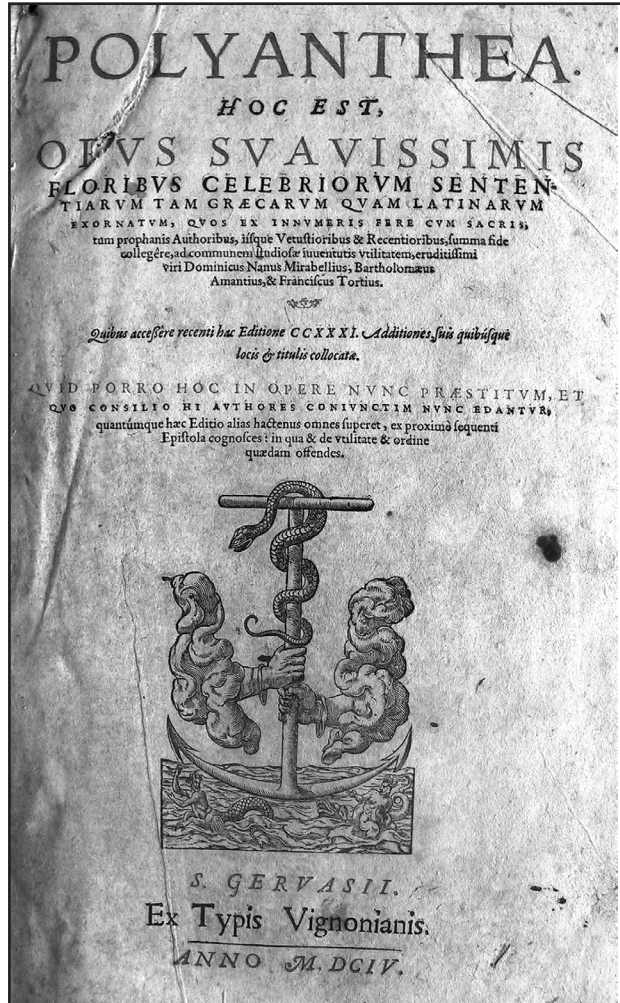 POLYANTHEA.
HOC EST,
OPVS SVAVISSIMIS
FLORIBVS CELEBRIORVM SENTEN-
TIARVM TAM GRÆCARVM QVAM LATINARVM
EXORNATVM, QVOS EX INNVMERIS FERE CVM SACRIS,
tum prophanis Authoribus, iisque Vetustioribus & Recentioribus, summa fide
collegêre, ad communem studiosæ iuuentutis vtilitatem, eruditissimi
viri Dominicus Nanus Mirabellius, Bartholomæus
Amantius, & Franciscus Tortius.
Quibus acceßêre recenti hac Editione CCXXXI. Additiones, suis quibúsque
locis & titulis collocatæ.
QVID PORRO HOC IN OPERE NVNC PRÆSTITVM, ET
QVO CONSILIO HI AVTHORES CONIVNCTIM NVNC EDANTVR,
quantúmque hæc Editio alias hactenus omnes superet, ex proximò sequenti
Epistola cognosces: in qua & de vtilitate & ordine
quædam offendes.
S. GERVASII.
Ex Typis Vignonianis.
ANNO M. DCIV.